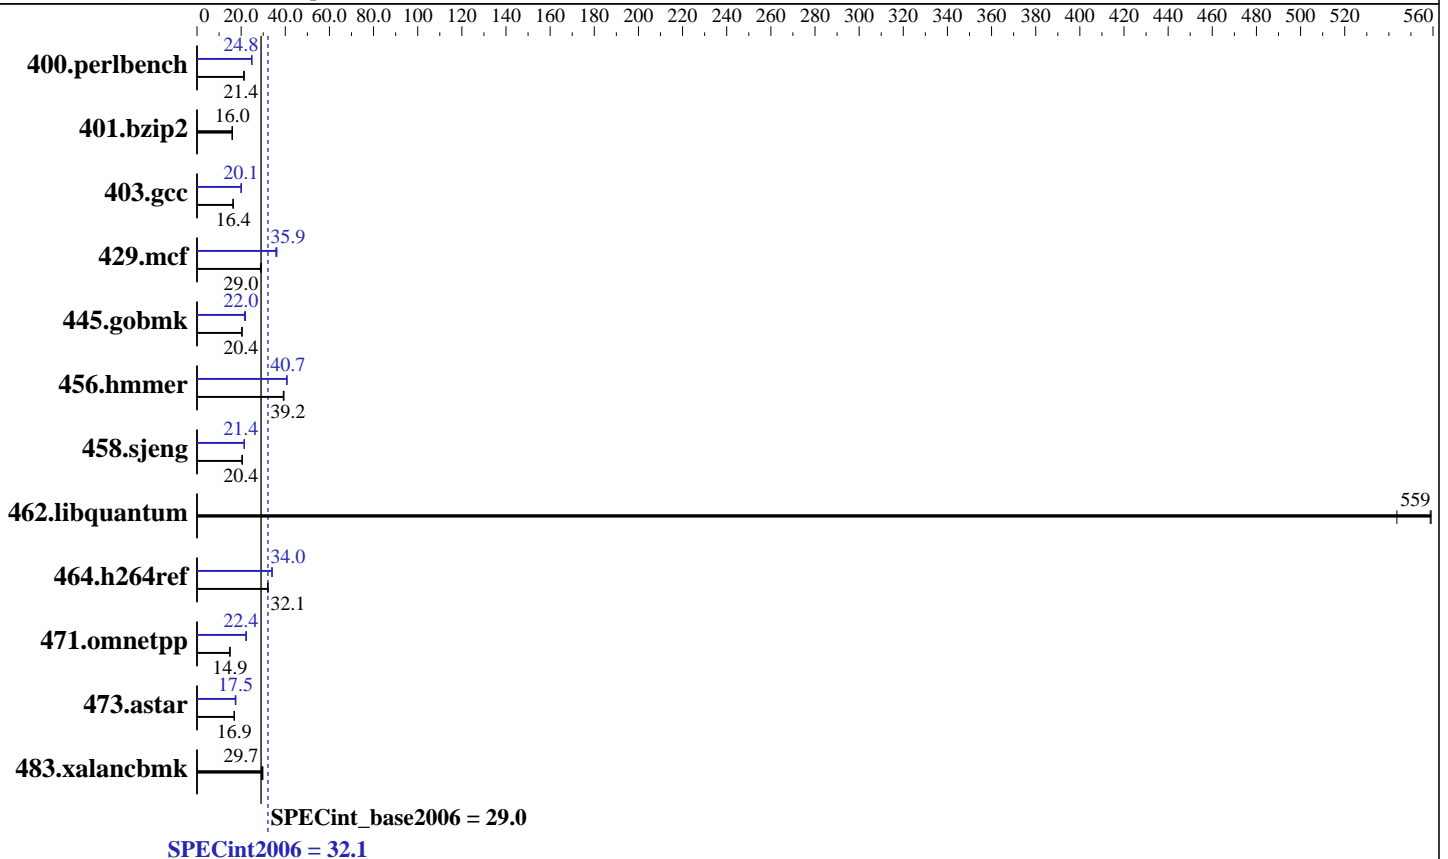 0 20.0 40.0 60.0 80.0 100 120 140 160 180 200 220 240 260 280 300 320 340 360 380 400 420 440 460 480 500 520 560
24.8
400.perlbench
21.4
16.0
401.bzip2
20.1
403.gcc
16.4
35.9
429.mcf
29.0
22.0
445.gobmk
20.4
40.7
456.hmmer
39.2
21.4
458.sjeng
20.4
559
462.libquantum
34.0
464.h264ref
32.1
22.4
471.omnetpp
14.9
17.5
473.astar
16.9
29.7
483.xalancbmk
SPECint_base2006 = 29.0
SPECint2006 = 32.1